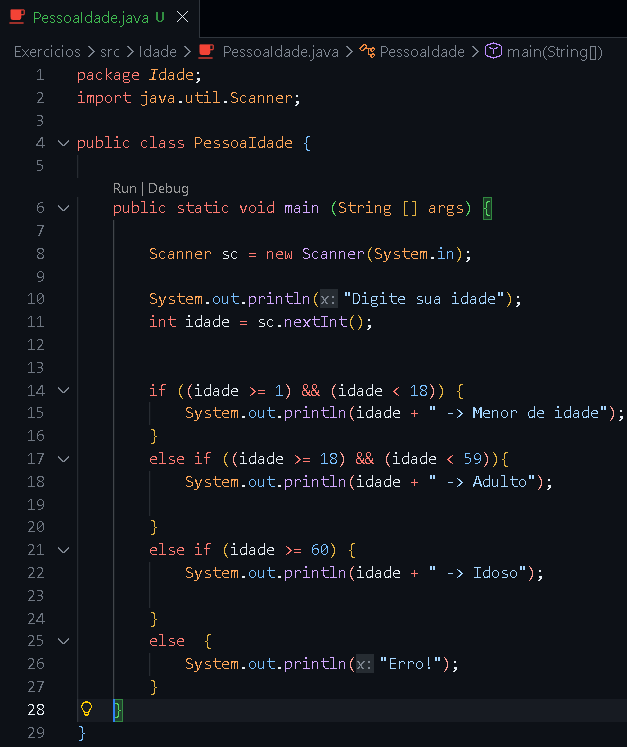 PessoaIdade.java U
Exercicios > src > Idade > PessoaIdade.java > PessoaIdade > main(String[])
1 package Idade;
2 import java.util.Scanner;
3
4 public class PessoaIdade {
5
Run | Debug
6 public static void main (String [] args) {
7
8 Scanner sc = new Scanner(System.in);
9
10 System.out.println(x: "Digite sua idade");
11 int idade = sc.nextInt();
12
13
14 if ((idade >= 1) && (idade < 18)) {
15 System.out.println(idade + " -> Menor de idade");
16 }
17 else if ((idade >= 18) && (idade < 59)){
18 System.out.println(idade + " -> Adulto");
19
20 }
21 else if (idade >= 60) {
22 System.out.println(idade + " -> Idoso");
23
24 }
25 else {
26 System.out.println(x: "Erro!");
27 }
28 }
29 }